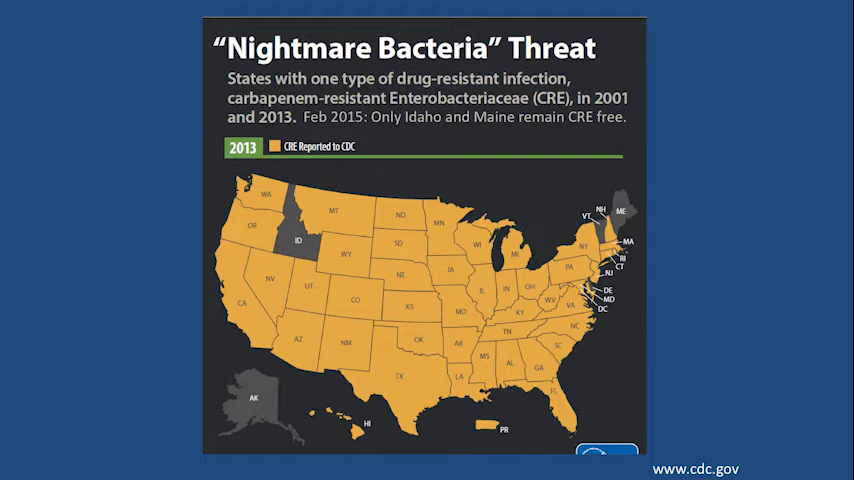 “Nightmare Bacteria” Threat
States with one type of drug-resistant infection,
carbapenem-resistant Enterobacteriaceae (CRE), in 2001
and 2013. Feb 2015: Only Idaho and Maine remain CRE free.
2013 CRE Reported to CDC
WA
MT
ND
MN
OR
ID
WY
SD
WI
MI
VT
NH
ME
NY
MA
RI
CT
NJ
PA
NE
IA
NV
UT
CO
IL
IN
OH
WV
VA
DE
MD
DC
CA
KS
MO
KY
AZ
NM
OK
AR
TN
NC
SC
TX
LA
MS
AL
GA
FL
AK
HI
PR
www.cdc.gov